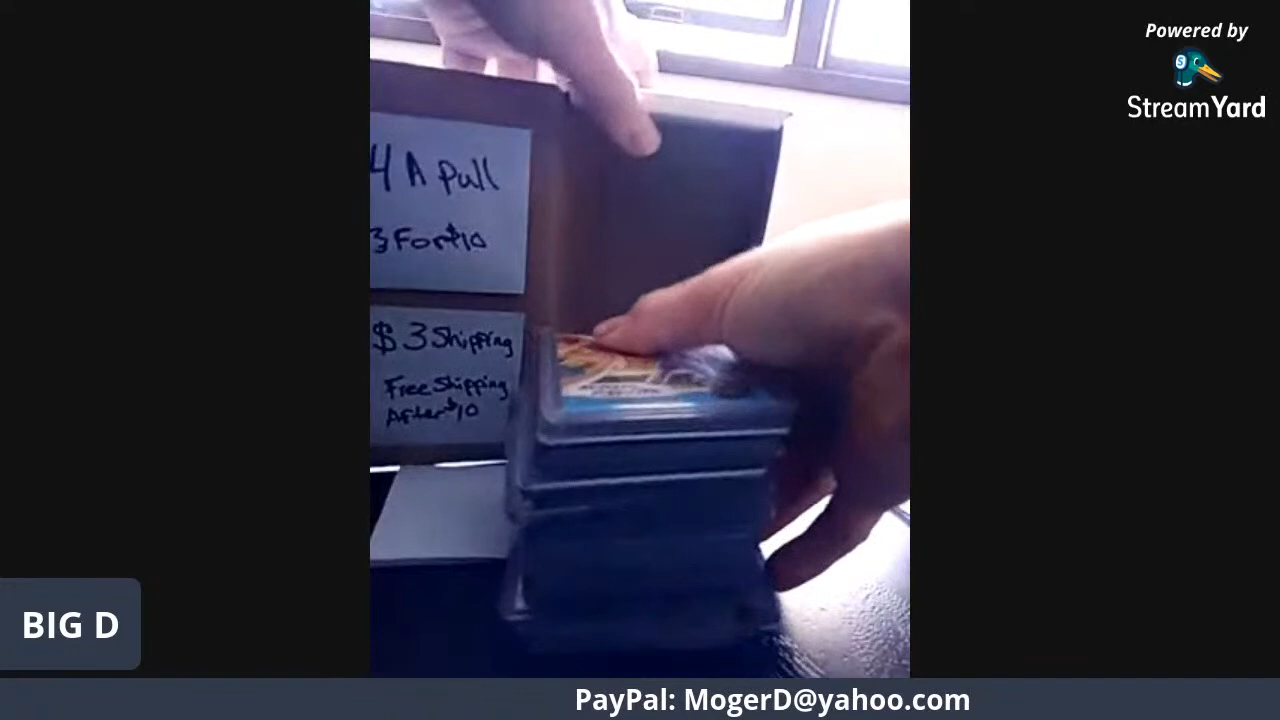 Powered by
StreamYard
4 A Pull
3 For $10
$3 Shipping
Free Shipping
After $10
BIG D
PayPal: MogerD@yahoo.com